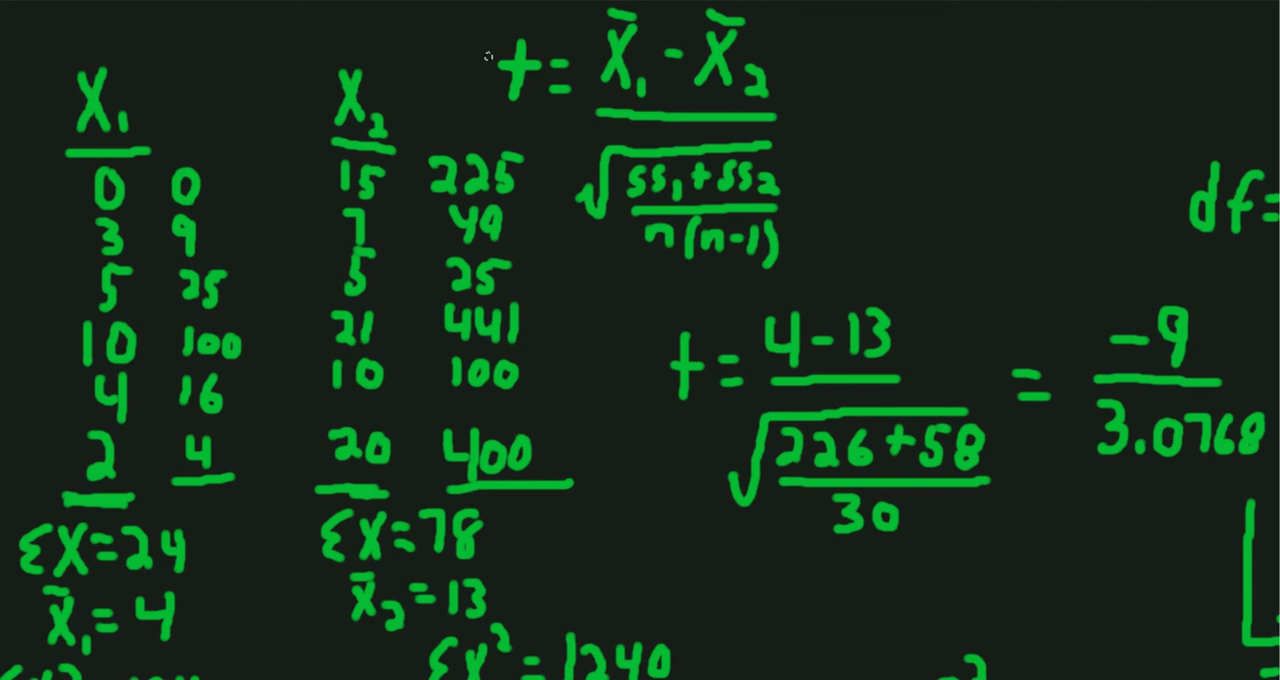 t = X̄₁ - X̄₂ / √(ss₁ + ss₂ / n(n-1))
X₁ X₂
0 0 15 225
3 9 7 49
5 25 5 25
10 100 21 441
4 16 10 100
2 4 20 400
df=
t = 4-13 / √(226+58 / 30) = -9 / 3.0768
ΣX=24 ΣX=78
X̄₁=4 X̄₂=13
Σx²=1240
2